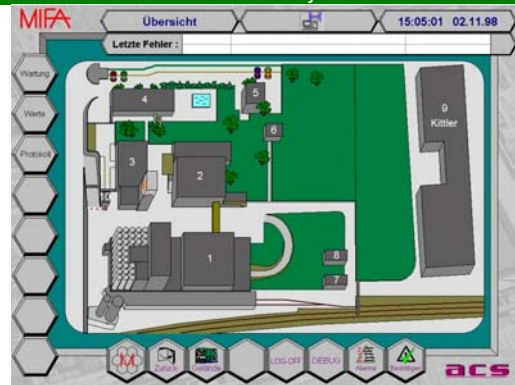 MIFA Übersicht 15:05:01 02.11.98
Letzte Fehler :
Wartung
Werte
Protokoll
4
5
6
9
Kittler
3
2
10
1
8
7
M Zurück Gelände LOG-OFF DEBUG Alarme Bestätigen
acs